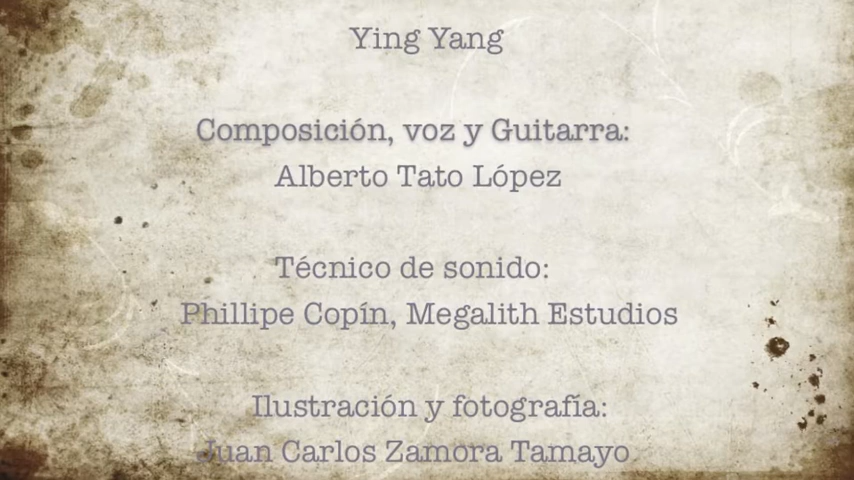 Ying Yang
Composición, voz y Guitarra:
Alberto Tato López
Técnico de sonido:
Phillipe Copín, Megalith Estudios
Ilustración y fotografía:
Juan Carlos Zamora Tamayo